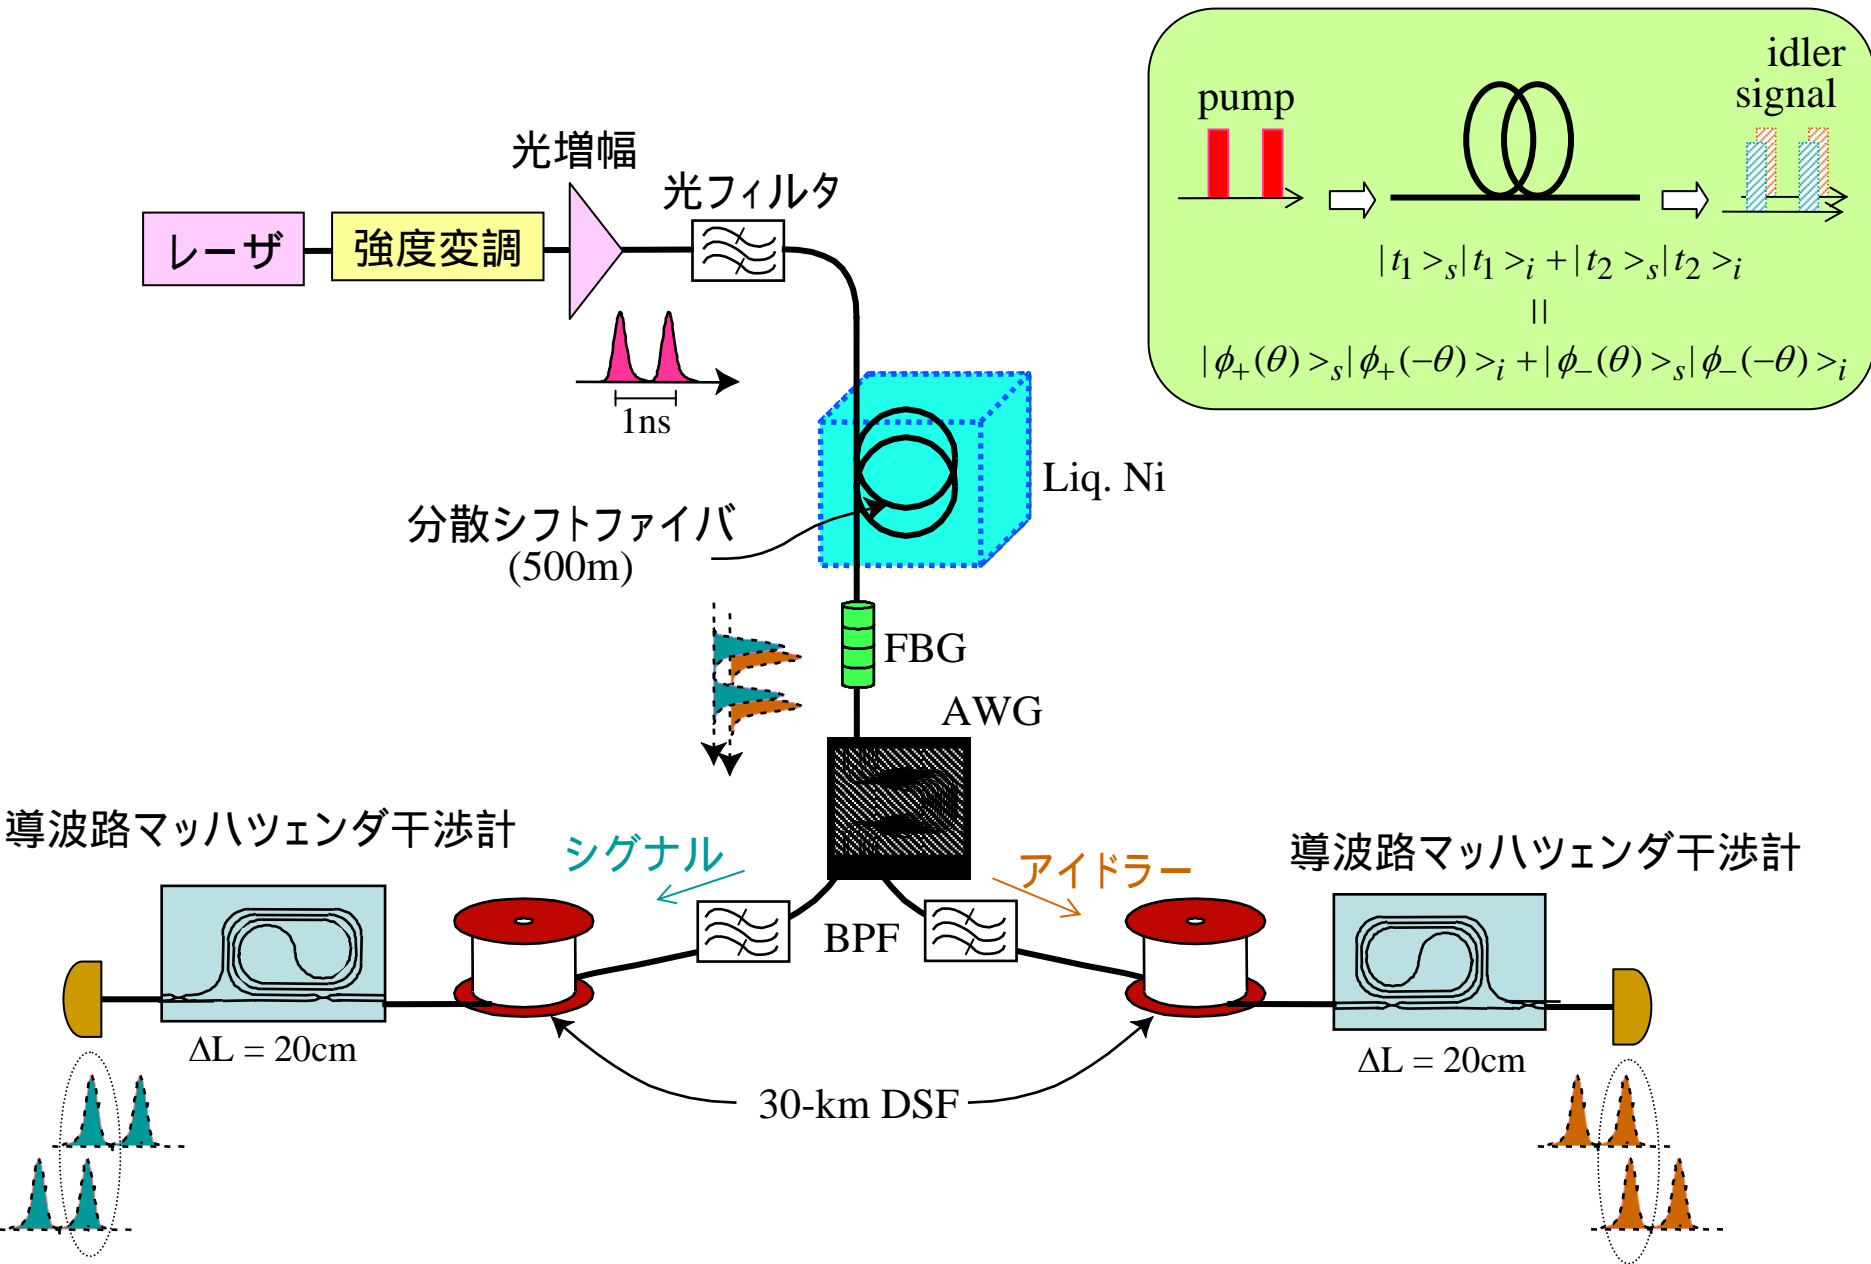 idler
pump
signal
|t₁ >ₛ|t₁ >ᵢ + |t₂ >ₛ|t₂ >ᵢ
=
|ϕ₊(θ) >ₛ|ϕ₊(−θ) >ᵢ + |ϕ₋(θ) >ₛ|ϕ₋(−θ) >ᵢ
光増幅
光フィルタ
レーザ
強度変調
1ns
Liq. Ni
分散シフトファイバ
(500m)
FBG
AWG
導波路マッハツェンダ干渉計
シグナル
アイドラー
導波路マッハツェンダ干渉計
BPF
ΔL = 20cm
ΔL = 20cm
30-km DSF